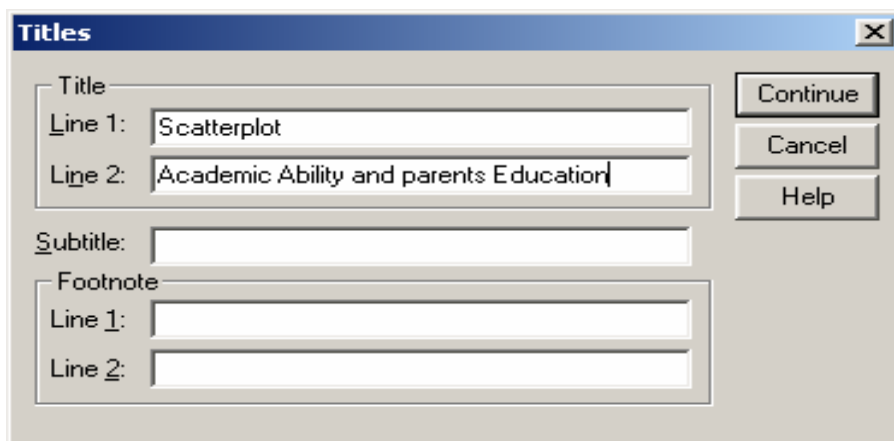 Titles
Title
Line 1: Scatterplot
Line 2: Academic Ability and parents Education
Subtitle:
Footnote
Line 1:
Line 2:
Continue
Cancel
Help